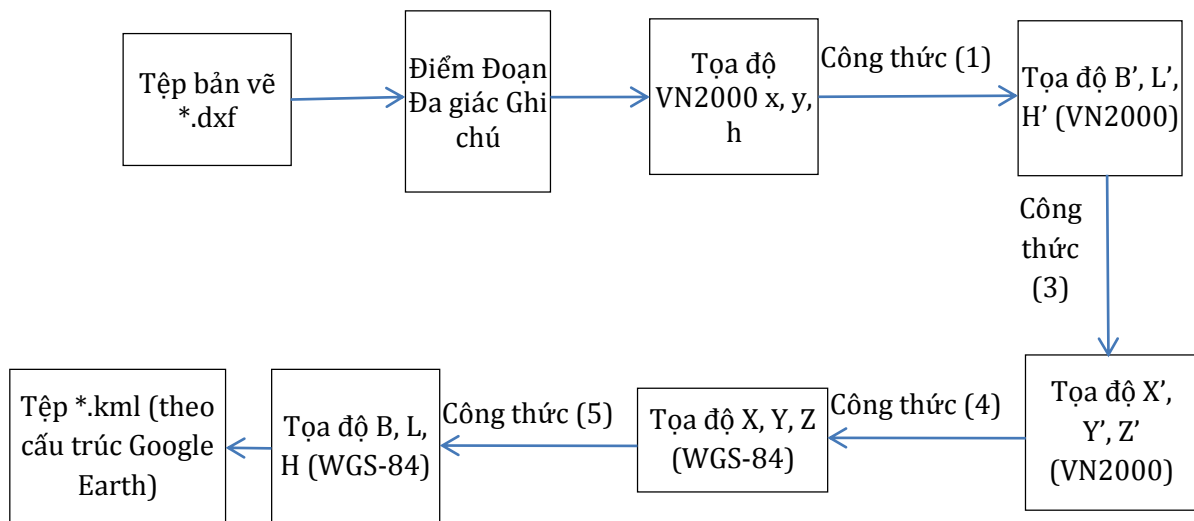 Tệp bản vẽ
*.dxf
Điểm Đoạn
Đa giác Ghi
chú
Tọa độ
VN2000 x, y,
h
Công thức (1)
Tọa độ B’, L’,
H’ (VN2000)
Công
thức
(3)
Tọa độ X’,
Y’, Z’
(VN2000)
Công thức (4)
Tọa độ X, Y, Z
(WGS-84)
Công thức (5)
Tọa độ B, L,
H (WGS-84)
Tệp *.kml (theo
cấu trúc Google
Earth)